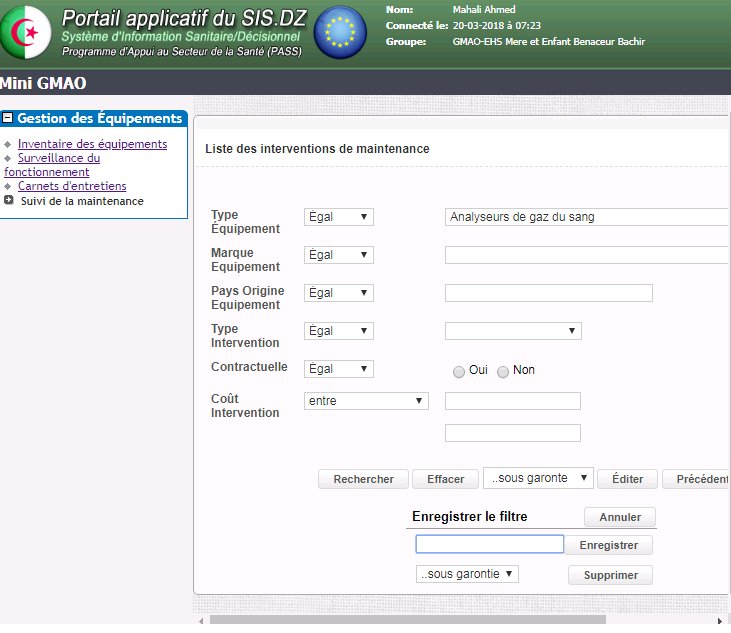 Portail applicatif du SIS.DZ
Système d'Information Sanitaire/Décisionnel
Programme d'Appui au Secteur de la Santé (PASS)
Nom: Mahali Ahmed
Connecté le: 20-03-2018 à 07:23
Groupe: GMAO-EHS Mere et Enfant Benaceur Bachir
Mini GMAO
Gestion des Équipements
Inventaire des équipements
Surveillance du
fonctionnement
Carnets d'entretiens
Suivi de la maintenance
Liste des interventions de maintenance
Type
Équipement
Égal
Analyseurs de gaz du sang
Marque
Equipement
Égal
Pays Origine
Equipement
Égal
Type
Intervention
Égal
Contractuelle
Égal
Oui Non
Coût
Intervention
entre
Rechercher Effacer ..sous garonte Éditer Précédent
Enregistrer le filtre Annuler
Enregistrer
..sous garontie Supprimer